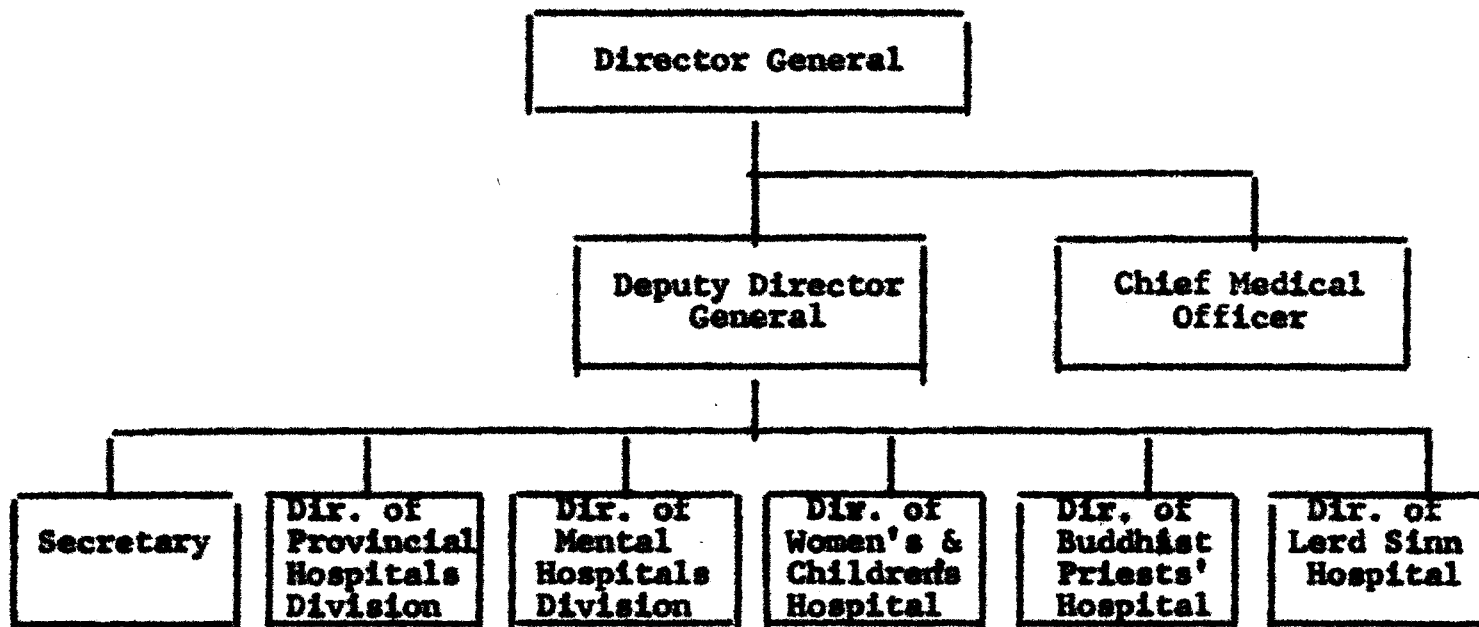 Director General
Deputy Director
General
Chief Medical
Officer
Secretary
Dir. of
Provincial
Hospitals
Division
Dir. of
Mental
Hospitals
Division
Dir. of
Women's &
Children's
Hospital
Dir. of
Buddhist
Priests'
Hospital
Dir. of
Lerd Sinn
Hospital